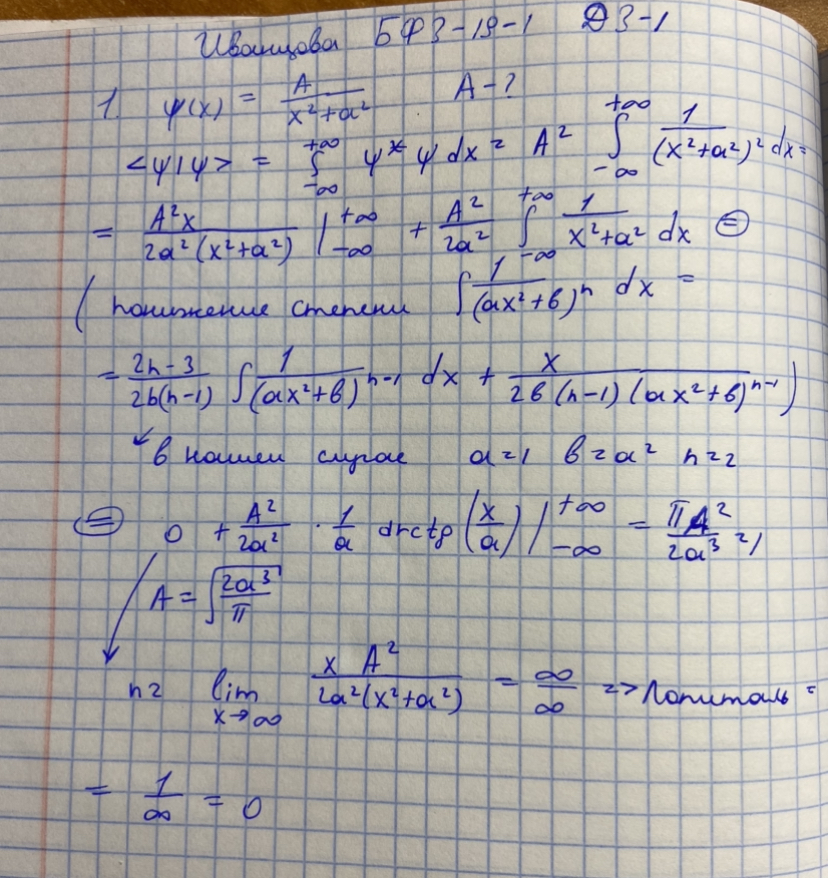 Иванцова БФЗ-19-1 ДЗ-1
1. ψ(x) = A/(x²+a²) A-?
<ψ|ψ> = ∫_{-∞}^{+∞} ψ* ψ dx = A² ∫_{-∞}^{+∞} 1/(x²+a²)² dx =
= A²x/(2a²(x²+a²)) |_{-∞}^{+∞} + A²/(2a²) ∫_{-∞}^{+∞} 1/(x²+a²) dx ⊜
( понижение степени ∫ 1/(ax²+b)ⁿ dx =
= (2n-3)/(2b(n-1)) ∫ 1/(ax²+b)^{n-1} dx + x/(2b(n-1)(ax²+b)^{n-1}) )
↙ в нашем случае a=1 b=a² n=2
⊜ 0 + A²/(2a²) · 1/a arctg(x/a) |_{-∞}^{+∞} = πA²/(2a³) = 1
A = √(2a³/π)
n= lim_{x→∞} xA²/(2a²(x²+a²)) = ∞/∞ => Лопиталь =
= 1/∞ = 0